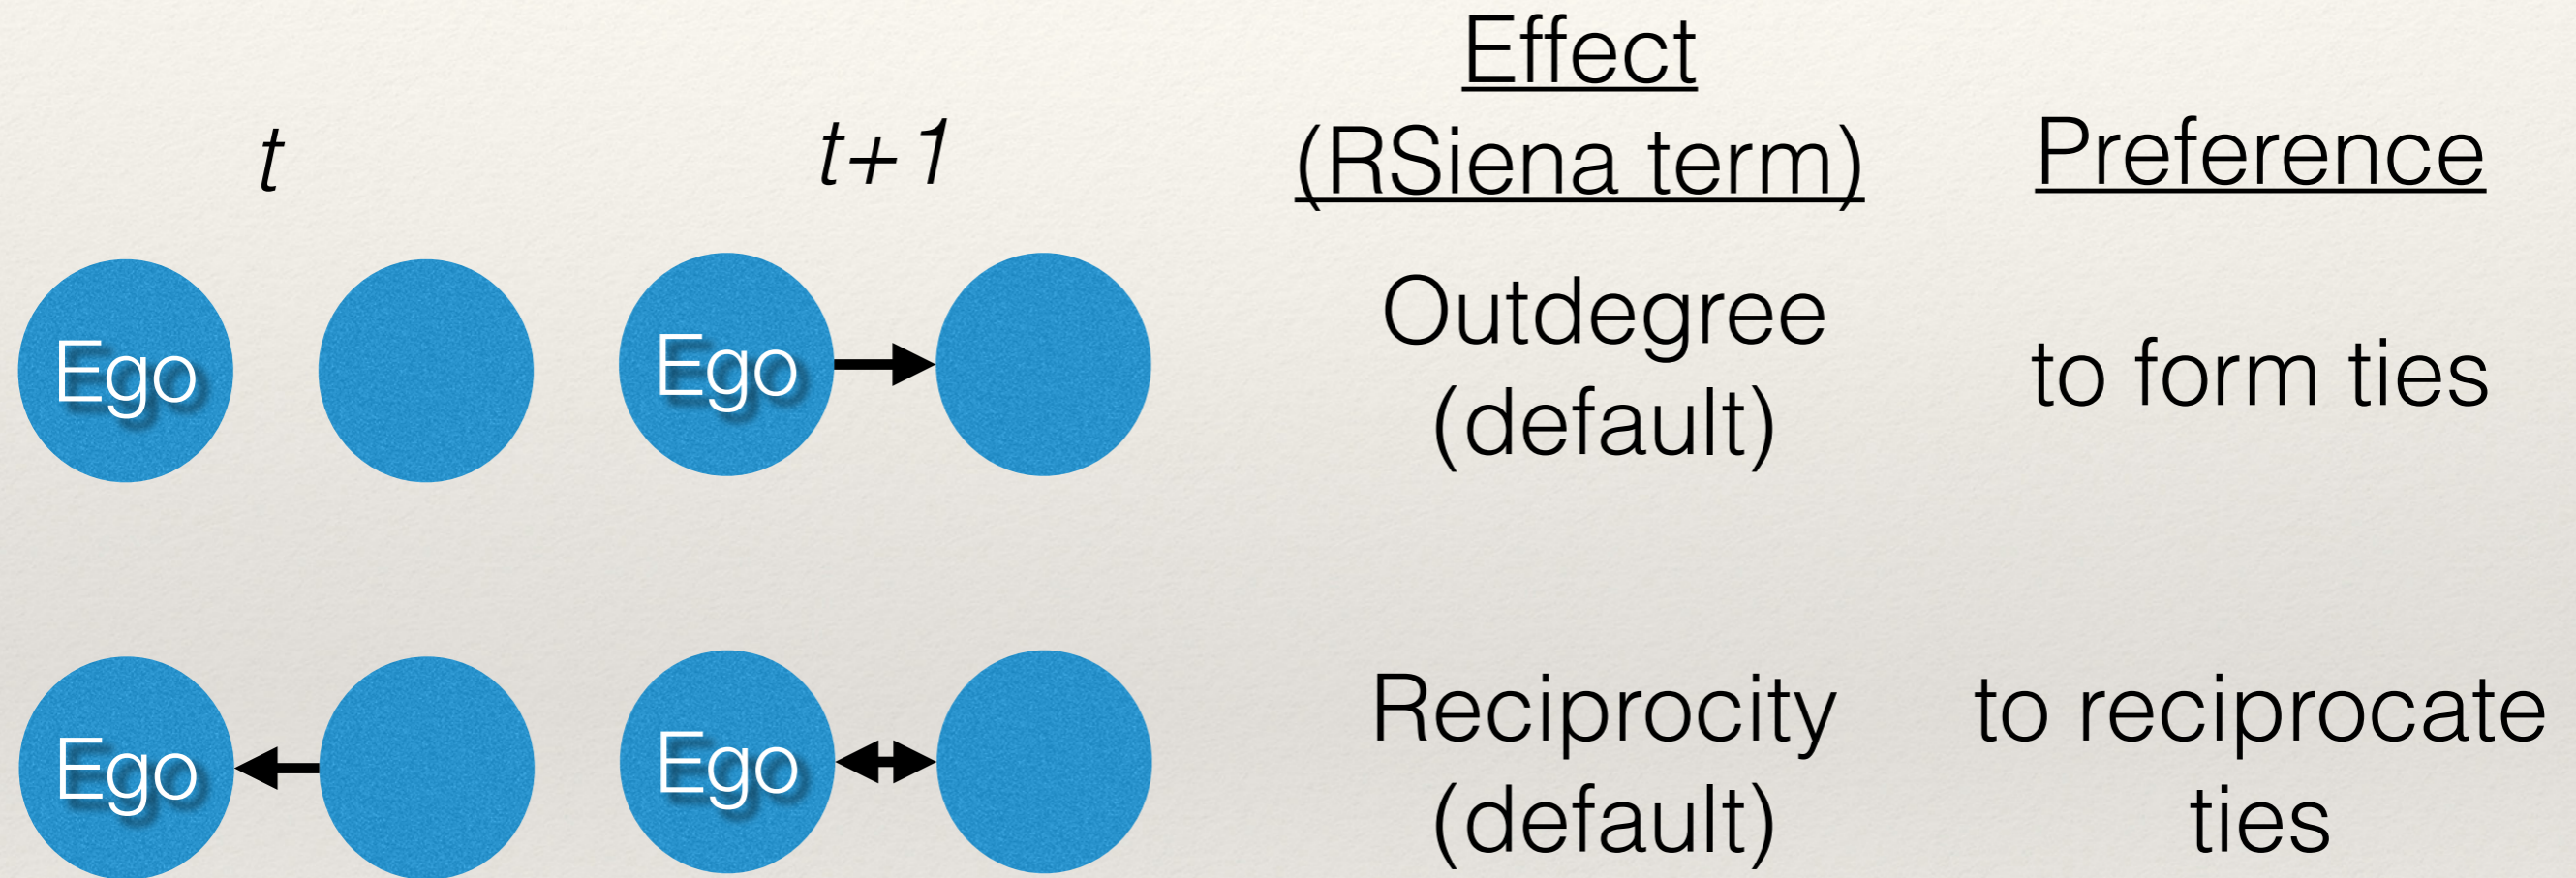 t
t+1
Effect
(RSiena term)
Preference
Ego
Ego
Outdegree
(default)
to form ties
Ego
Ego
Reciprocity
(default)
to reciprocate
ties